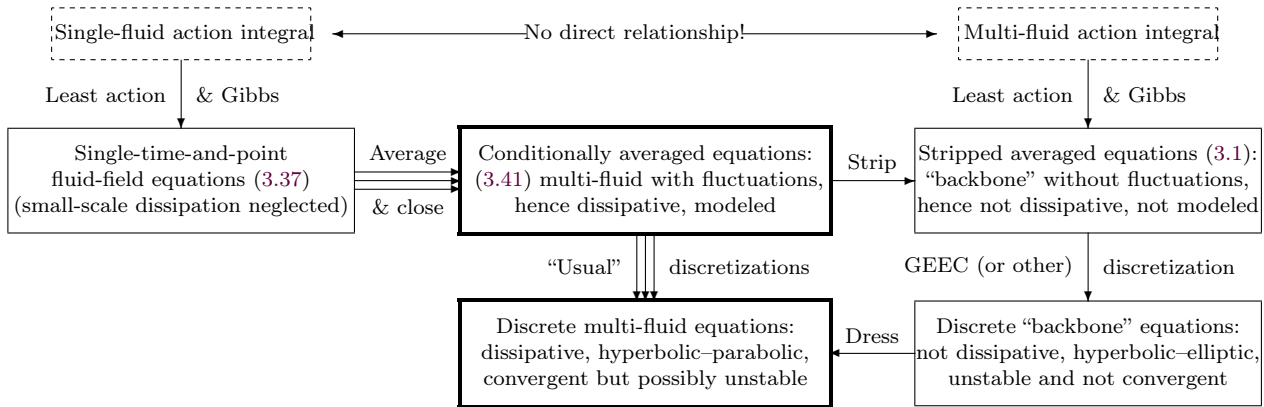 Single-fluid action integral
No direct relationship!
Multi-fluid action integral
Least action
& Gibbs
Least action
& Gibbs
Single-time-and-point
fluid-field equations (3.37)
(small-scale dissipation neglected)
Average
& close
Conditionally averaged equations:
(3.41) multi-fluid with fluctuations,
hence dissipative, modeled
Strip
Stripped averaged equations (3.1):
“backbone” without fluctuations,
hence not dissipative, not modeled
“Usual”
discretizations
GEEC (or other)
discretization
Discrete multi-fluid equations:
dissipative, hyperbolic–parabolic,
convergent but possibly unstable
Dress
Discrete “backbone” equations:
not dissipative, hyperbolic–elliptic,
unstable and not convergent